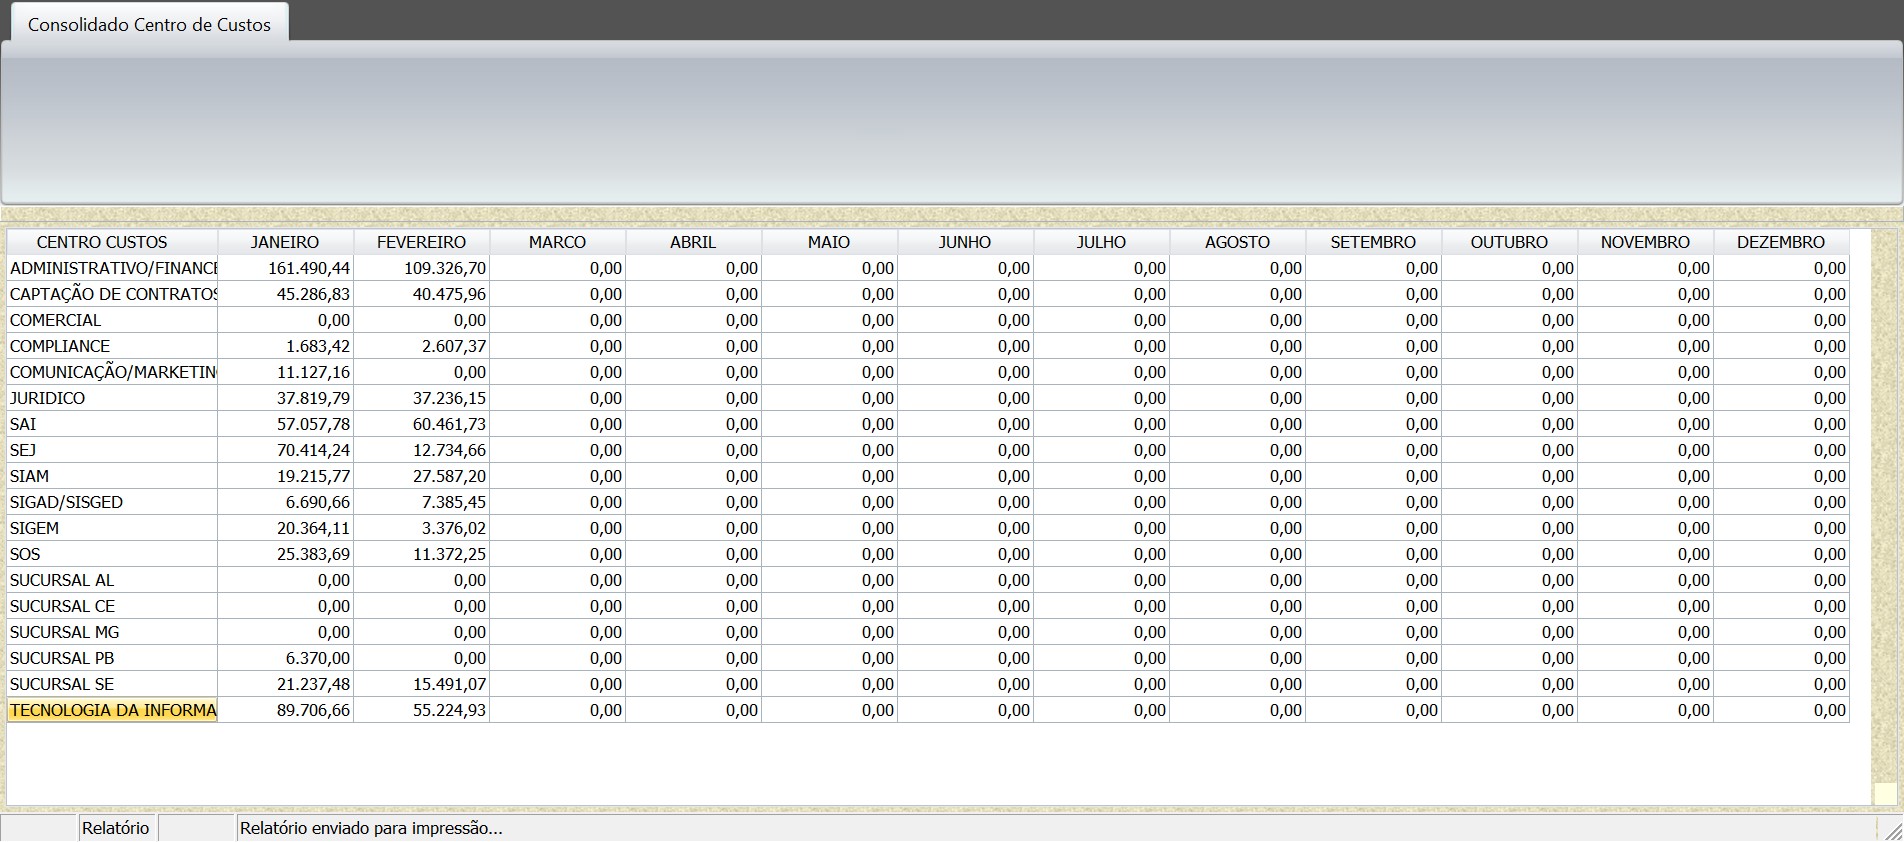 Consolidado Centro de Custos
CENTRO CUSTOS JANEIRO FEVEREIRO MARCO ABRIL MAIO JUNHO JULHO AGOSTO SETEMBRO OUTUBRO NOVEMBRO DEZEMBRO
ADMINISTRATIVO/FINANCE 161.490,44 109.326,70 0,00 0,00 0,00 0,00 0,00 0,00 0,00 0,00 0,00 0,00
CAPTAÇÃO DE CONTRATOS 45.286,83 40.475,96 0,00 0,00 0,00 0,00 0,00 0,00 0,00 0,00 0,00 0,00
COMERCIAL 0,00 0,00 0,00 0,00 0,00 0,00 0,00 0,00 0,00 0,00 0,00 0,00
COMPLIANCE 1.683,42 2.607,37 0,00 0,00 0,00 0,00 0,00 0,00 0,00 0,00 0,00 0,00
COMUNICAÇÃO/MARKETIN 11.127,16 0,00 0,00 0,00 0,00 0,00 0,00 0,00 0,00 0,00 0,00 0,00
JURIDICO 37.819,79 37.236,15 0,00 0,00 0,00 0,00 0,00 0,00 0,00 0,00 0,00 0,00
SAI 57.057,78 60.461,73 0,00 0,00 0,00 0,00 0,00 0,00 0,00 0,00 0,00 0,00
SEJ 70.414,24 12.734,66 0,00 0,00 0,00 0,00 0,00 0,00 0,00 0,00 0,00 0,00
SIAM 19.215,77 27.587,20 0,00 0,00 0,00 0,00 0,00 0,00 0,00 0,00 0,00 0,00
SIGAD/SISGED 6.690,66 7.385,45 0,00 0,00 0,00 0,00 0,00 0,00 0,00 0,00 0,00 0,00
SIGEM 20.364,11 3.376,02 0,00 0,00 0,00 0,00 0,00 0,00 0,00 0,00 0,00 0,00
SOS 25.383,69 11.372,25 0,00 0,00 0,00 0,00 0,00 0,00 0,00 0,00 0,00 0,00
SUCURSAL AL 0,00 0,00 0,00 0,00 0,00 0,00 0,00 0,00 0,00 0,00 0,00 0,00
SUCURSAL CE 0,00 0,00 0,00 0,00 0,00 0,00 0,00 0,00 0,00 0,00 0,00 0,00
SUCURSAL MG 0,00 0,00 0,00 0,00 0,00 0,00 0,00 0,00 0,00 0,00 0,00 0,00
SUCURSAL PB 6.370,00 0,00 0,00 0,00 0,00 0,00 0,00 0,00 0,00 0,00 0,00 0,00
SUCURSAL SE 21.237,48 15.491,07 0,00 0,00 0,00 0,00 0,00 0,00 0,00 0,00 0,00 0,00
TECNOLOGIA DA INFORMA 89.706,66 55.224,93 0,00 0,00 0,00 0,00 0,00 0,00 0,00 0,00 0,00 0,00
Relatório Relatório enviado para impressão...